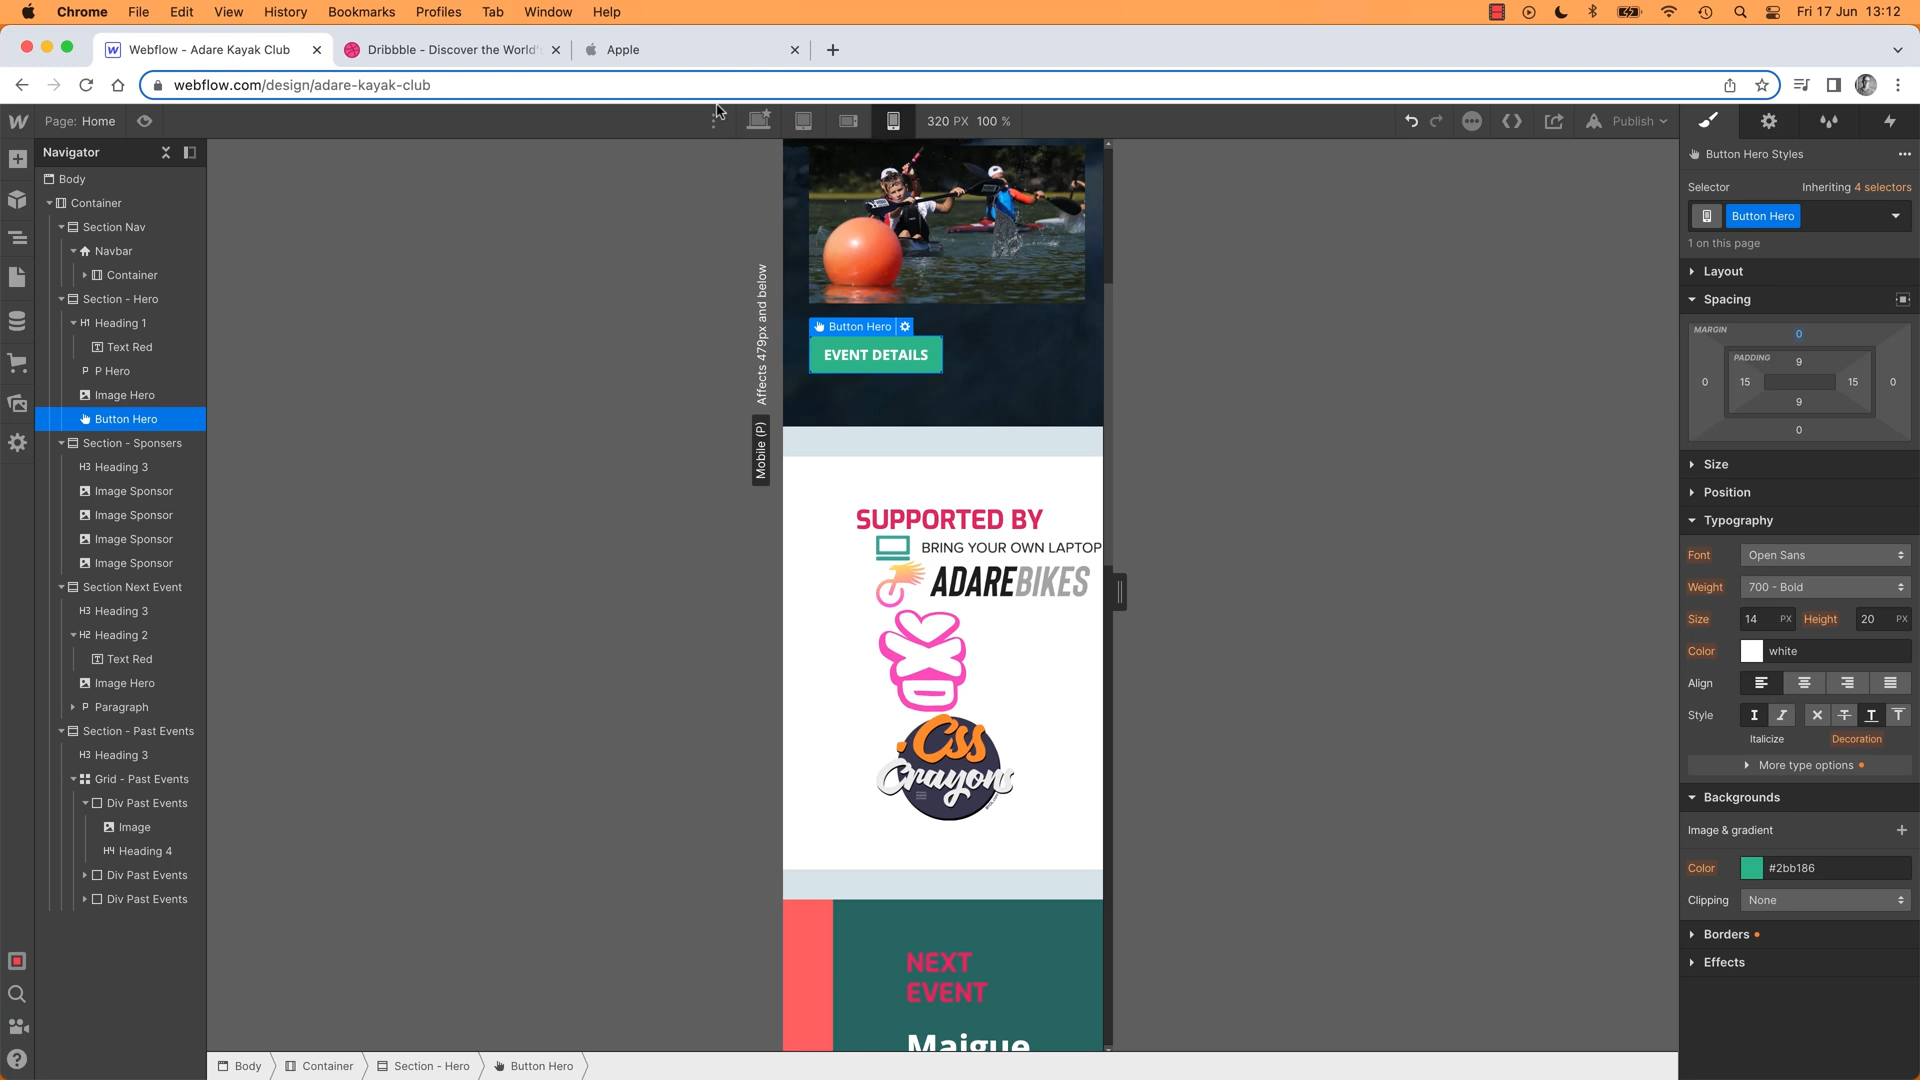 Chrome File Edit View History Bookmarks Profiles Tab Window Help Fri 17 Jun 13:12
Webflow - Adare Kayak Club Dribbble - Discover the World' Apple
webflow.com/design/adare-kayak-club
Page: Home 320 PX 100 % Publish
Navigator
Body
Container
Section Nav
Navbar
Container
Section - Hero
H1 Heading 1
Text Red
P P Hero
Image Hero
Button Hero
Section - Sponsers
H3 Heading 3
Image Sponsor
Image Sponsor
Image Sponsor
Image Sponsor
Section Next Event
H3 Heading 3
H2 Heading 2
Text Red
Image Hero
P Paragraph
Section - Past Events
H3 Heading 3
Grid - Past Events
Div Past Events
Image
H4 Heading 4
Div Past Events
Div Past Events
Affects 479px and below
Mobile (P)
Button Hero
EVENT DETAILS
SUPPORTED BY
BRING YOUR OWN LAPTOP
ADAREBIKES
Css
Crayons
NEXT
EVENT
Maigue
Body Container Section - Hero Button Hero
Button Hero Styles
Selector Inheriting 4 selectors
Button Hero
1 on this page
Layout
Spacing
MARGIN 0
PADDING 9
0 15 15 0
9
0
Size
Position
Typography
Font Open Sans
Weight 700 - Bold
Size 14 PX Height 20 PX
Color white
Align
Style
Italicize Decoration
More type options
Backgrounds
Image & gradient
Color #2bb186
Clipping None
Borders
Effects